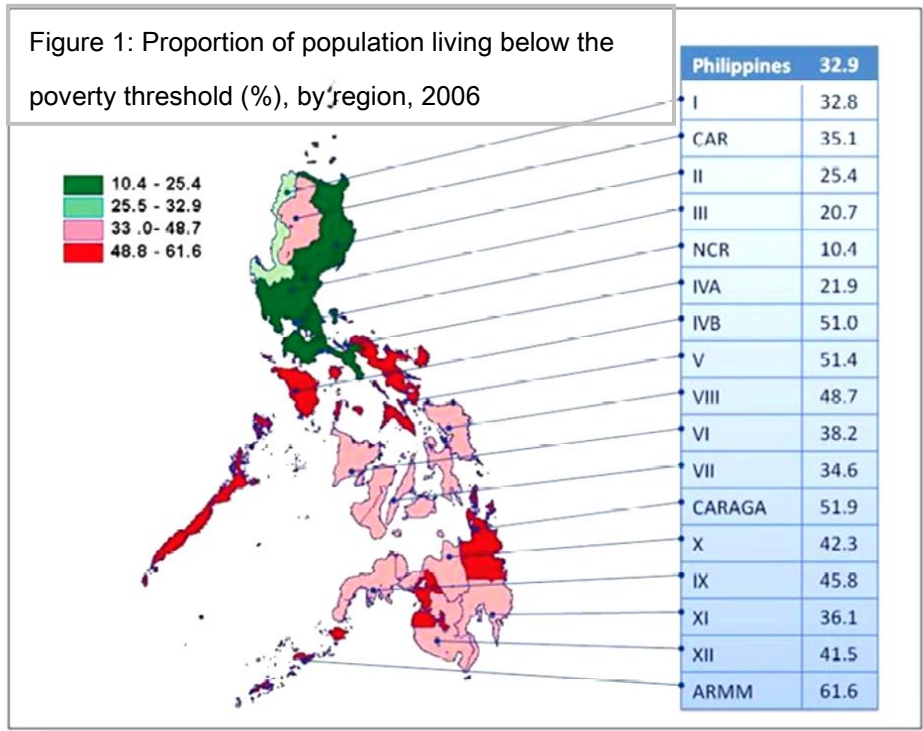 Figure 1: Proportion of population living below the
poverty threshold (%), by region, 2006
10.4 - 25.4
25.5 - 32.9
33 .0- 48.7
48.8 - 61.6
Philippines 32.9
I 32.8
CAR 35.1
II 25.4
III 20.7
NCR 10.4
IVA 21.9
IVB 51.0
V 51.4
VIII 48.7
VI 38.2
VII 34.6
CARAGA 51.9
X 42.3
IX 45.8
XI 36.1
XII 41.5
ARMM 61.6